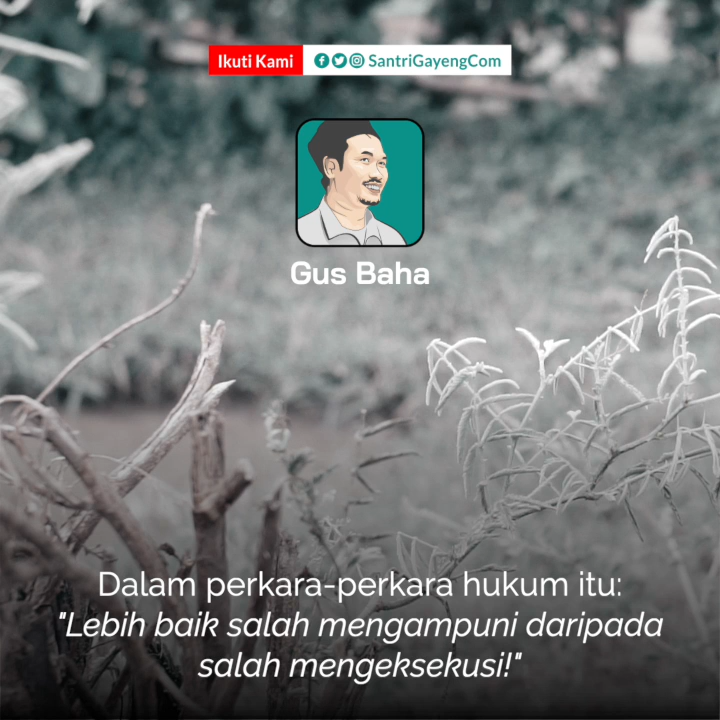 Ikuti Kami SantriGayengCom
Gus Baha
Dalam perkara-perkara hukum itu:
"Lebih baik salah mengampuni daripada
salah mengeksekusi!"